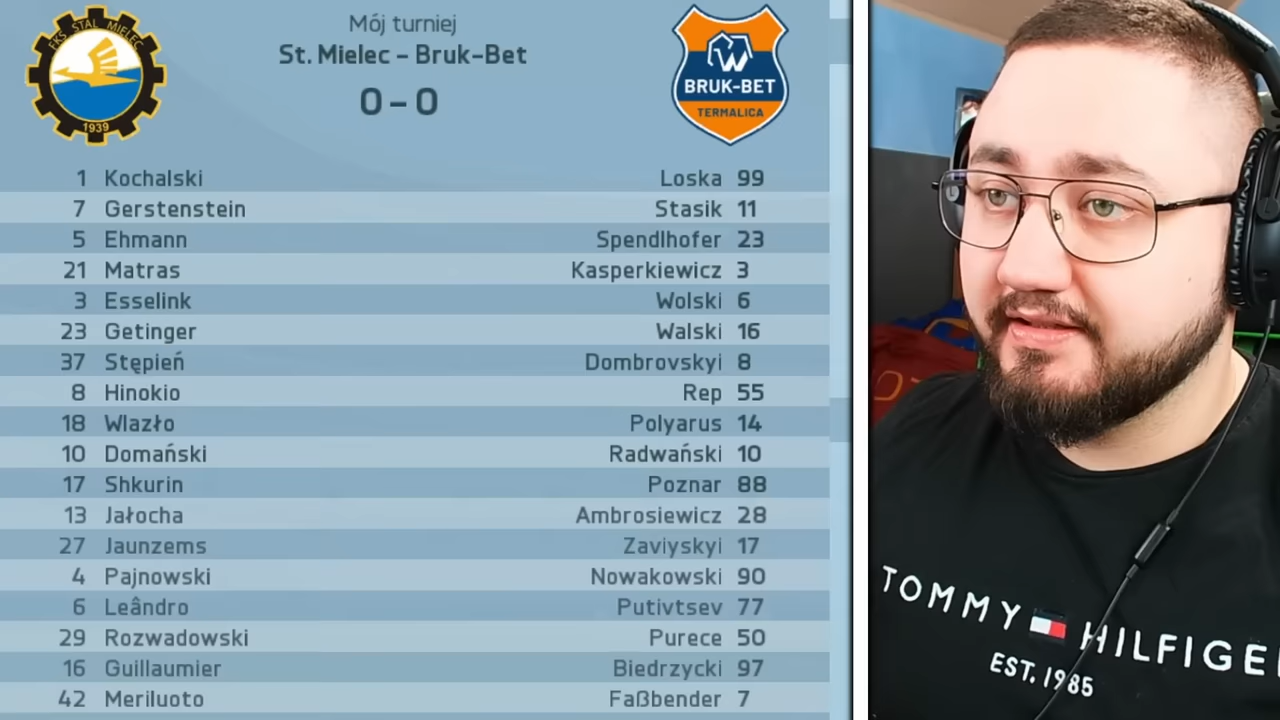 FKS STAL MIELEC
1939
Mój turniej
St. Mielec - Bruk-Bet
0 - 0
BRUK-BET
TERMALICA
1 Kochalski Loska 99
7 Gerstenstein Stasik 11
5 Ehmann Spendlhofer 23
21 Matras Kasperkiewicz 3
3 Esselink Wolski 6
23 Getinger Walski 16
37 Stępień Dombrovskyi 8
8 Hinokio Rep 55
18 Wlazło Polyarus 14
10 Domański Radwański 10
17 Shkurin Poznar 88
13 Jałocha Ambrosiewicz 28
27 Jaunzems Zaviyskyi 17
4 Pajnowski Nowakowski 90
6 Leândro Putivtsev 77
29 Rozwadowski Purece 50
16 Guillaumier Biedrzycki 97
42 Meriluoto Faßbender 7
TOMMY HILFIGER
EST. 1985